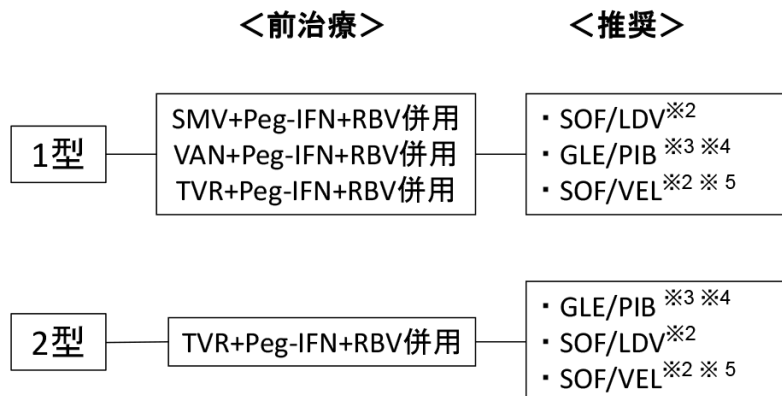 ＜前治療＞
＜推奨＞
1型
SMV+Peg-IFN+RBV併用
VAN+Peg-IFN+RBV併用
TVR+Peg-IFN+RBV併用
・SOF/LDV※2
・GLE/PIB ※3 ※4
・SOF/VEL※2 ※ 5
2型
TVR+Peg-IFN+RBV併用
・GLE/PIB ※3 ※4
・SOF/LDV※2
・SOF/VEL※2 ※ 5